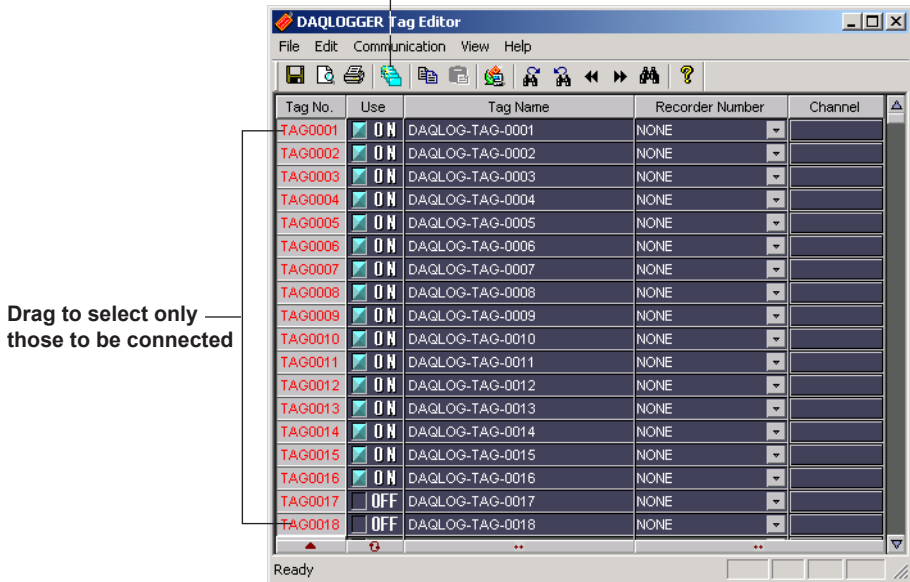 DAQLOGGER Tag Editor
File Edit Communication View Help
Tag No. Use Tag Name Recorder Number Channel
TAG0001 ON DAQLOG-TAG-0001 NONE
TAG0002 ON DAQLOG-TAG-0002 NONE
TAG0003 ON DAQLOG-TAG-0003 NONE
TAG0004 ON DAQLOG-TAG-0004 NONE
TAG0005 ON DAQLOG-TAG-0005 NONE
TAG0006 ON DAQLOG-TAG-0006 NONE
TAG0007 ON DAQLOG-TAG-0007 NONE
TAG0008 ON DAQLOG-TAG-0008 NONE
Drag to select only
those to be connected
TAG0009 ON DAQLOG-TAG-0009 NONE
TAG0010 ON DAQLOG-TAG-0010 NONE
TAG0011 ON DAQLOG-TAG-0011 NONE
TAG0012 ON DAQLOG-TAG-0012 NONE
TAG0013 ON DAQLOG-TAG-0013 NONE
TAG0014 ON DAQLOG-TAG-0014 NONE
TAG0015 ON DAQLOG-TAG-0015 NONE
TAG0016 ON DAQLOG-TAG-0016 NONE
TAG0017 OFF DAQLOG-TAG-0017 NONE
TAG0018 OFF DAQLOG-TAG-0018 NONE
Ready